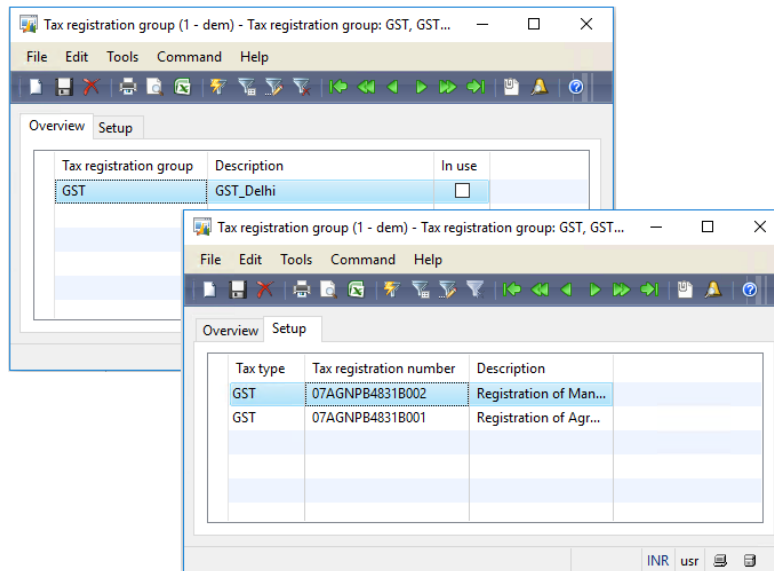 Tax registration group (1 - dem) - Tax registration group: GST, GST...
File Edit Tools Command Help
Overview Setup
Tax registration group Description In use
GST GST_Delhi
Tax registration group (1 - dem) - Tax registration group: GST, GST...
File Edit Tools Command Help
Overview Setup
Tax type Tax registration number Description
GST 07AGNPB4831B002 Registration of Man...
GST 07AGNPB4831B001 Registration of Agr...
INR usr